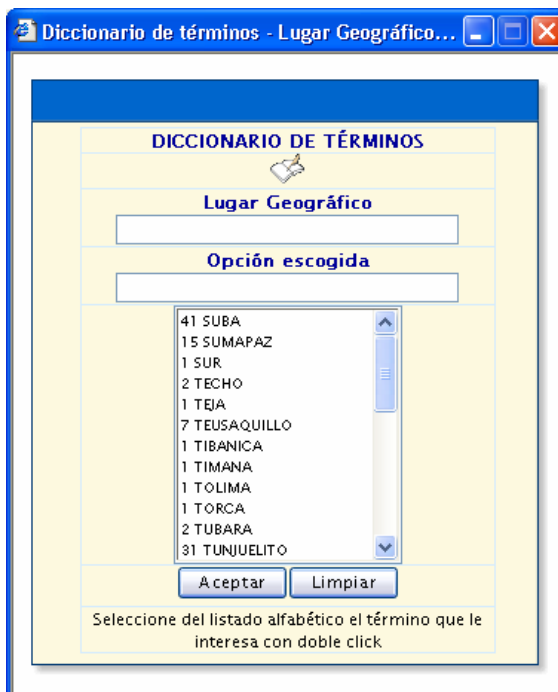 Diccionario de términos - Lugar Geográfico...
DICCIONARIO DE TÉRMINOS
Lugar Geográfico
Opción escogida
41 SUBA
15 SUMAPAZ
1 SUR
2 TECHO
1 TEJA
7 TEUSAQUILLO
1 TIBANICA
1 TIMANA
1 TOLIMA
1 TORCA
2 TUBARA
31 TUNJUELITO
Aceptar Limpiar
Seleccione del listado alfabético el término que le
interesa con doble click